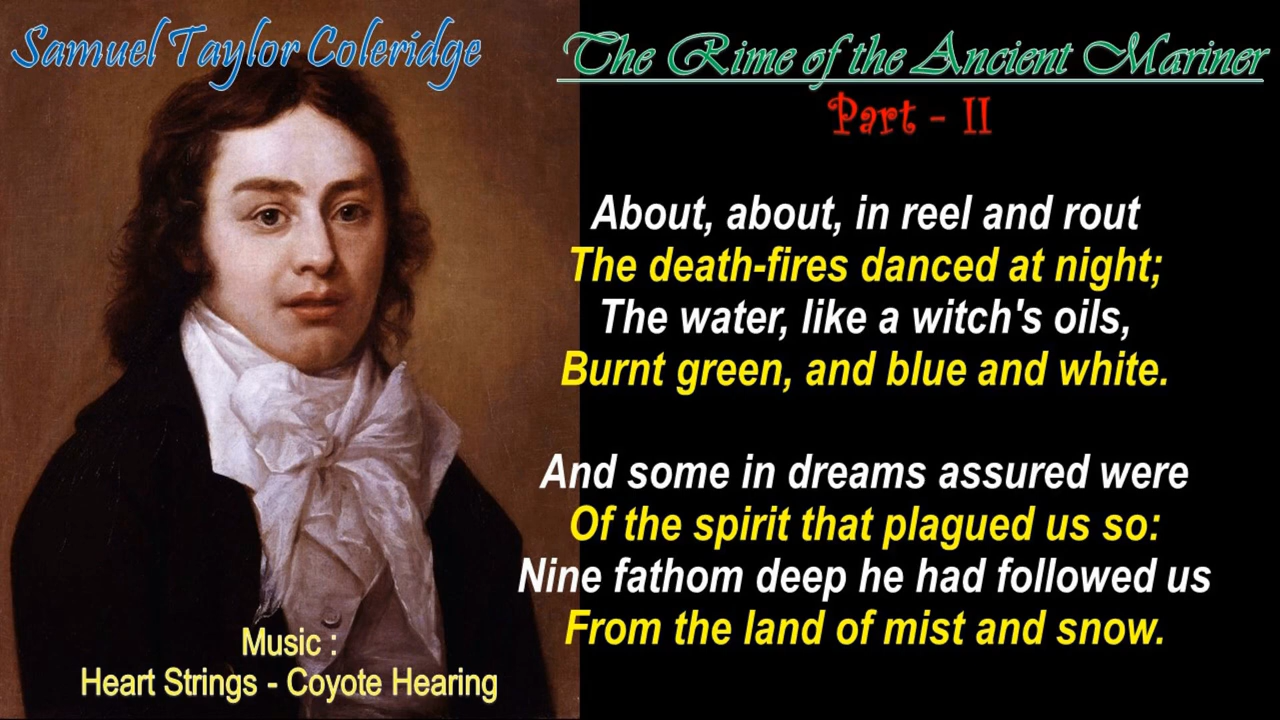 Samuel Taylor Coleridge
The Rime of the Ancient Mariner
Part - II
About, about, in reel and rout
The death-fires danced at night;
The water, like a witch's oils,
Burnt green, and blue and white.
And some in dreams assured were
Of the spirit that plagued us so:
Nine fathom deep he had followed us
From the land of mist and snow.
Music :
Heart Strings - Coyote Hearing